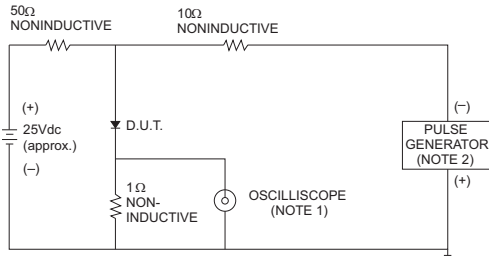 50Ω
NONINDUCTIVE
10Ω
NONINDUCTIVE
(+)
25Vdc
(approx.)
(–)
D.U.T.
1Ω
NON-
INDUCTIVE
OSCILLISCOPE
(NOTE 1)
(–)
PULSE
GENERATOR
(NOTE 2)
(+)